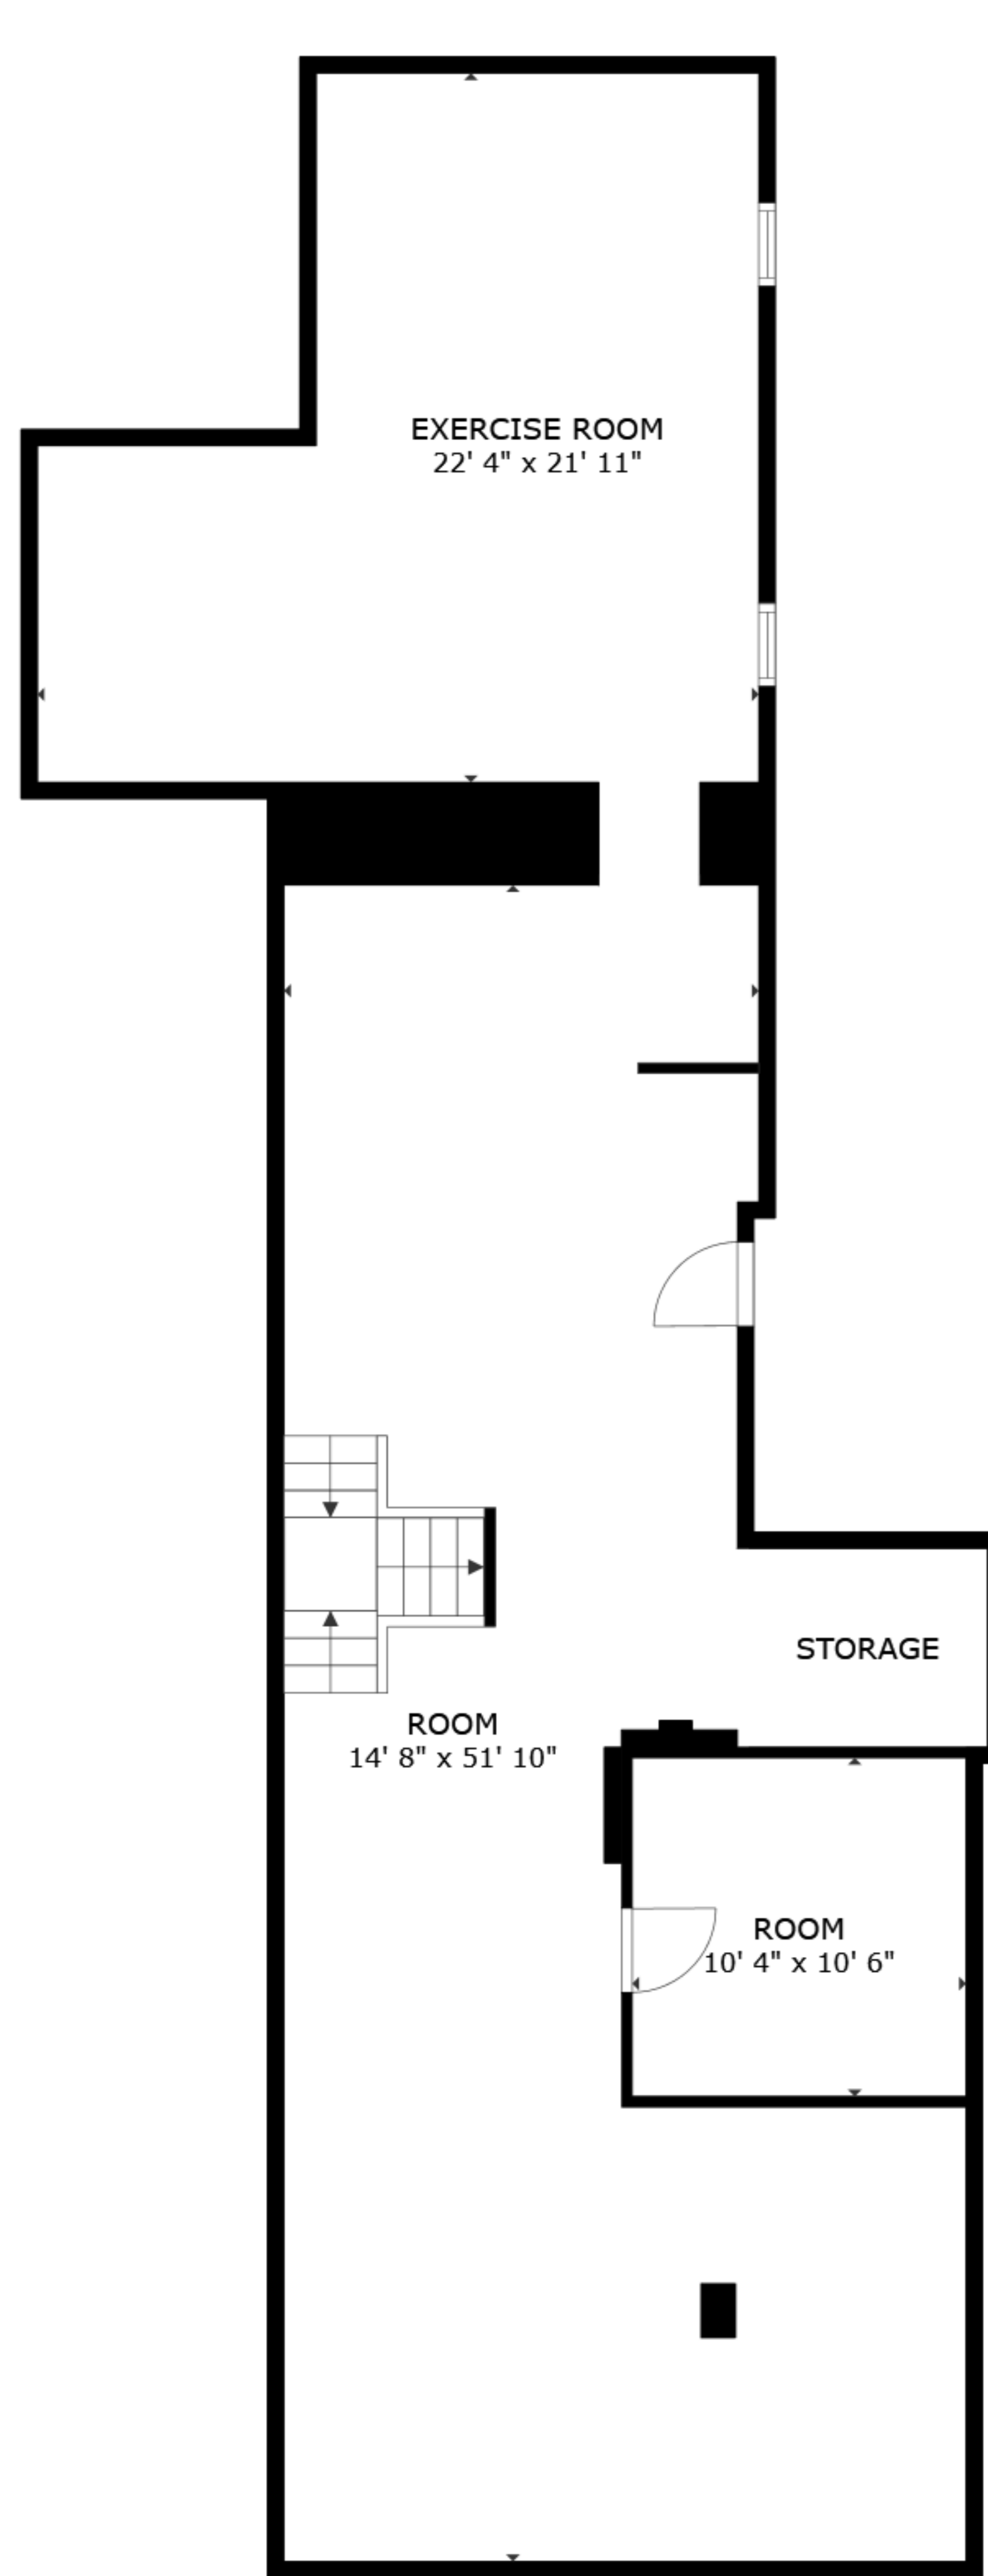 EXERCISE ROOM
22' 4" x 21' 11"
STORAGE
ROOM
14' 8" x 51' 10"
ROOM
10' 4" x 10' 6"